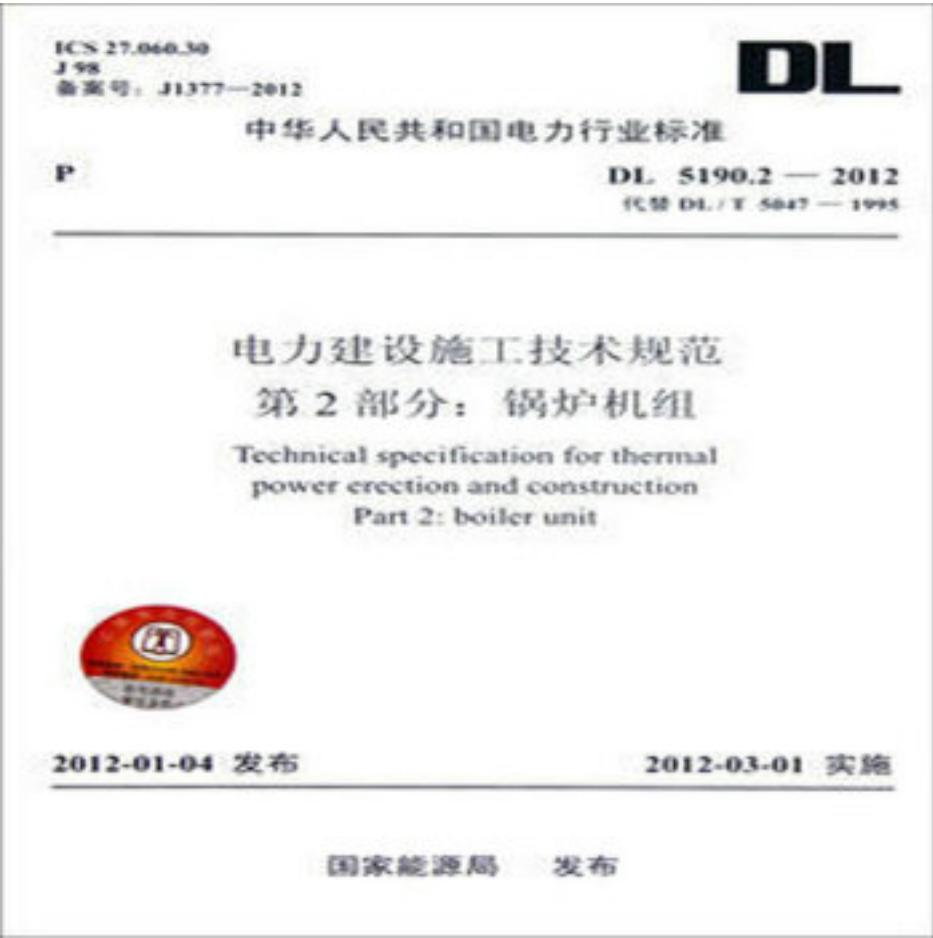 ICS 27.060.30
J 98
备案号：J1377—2012
DL
中华人民共和国电力行业标准
P
DL 5190.2 — 2012
代替 DL / T 5047 — 1995
电力建设施工技术规范
第 2 部分：锅炉机组
Technical specification for thermal
power erection and construction
Part 2: boiler unit
2012-01-04 发布
2012-03-01 实施
国家能源局 发布